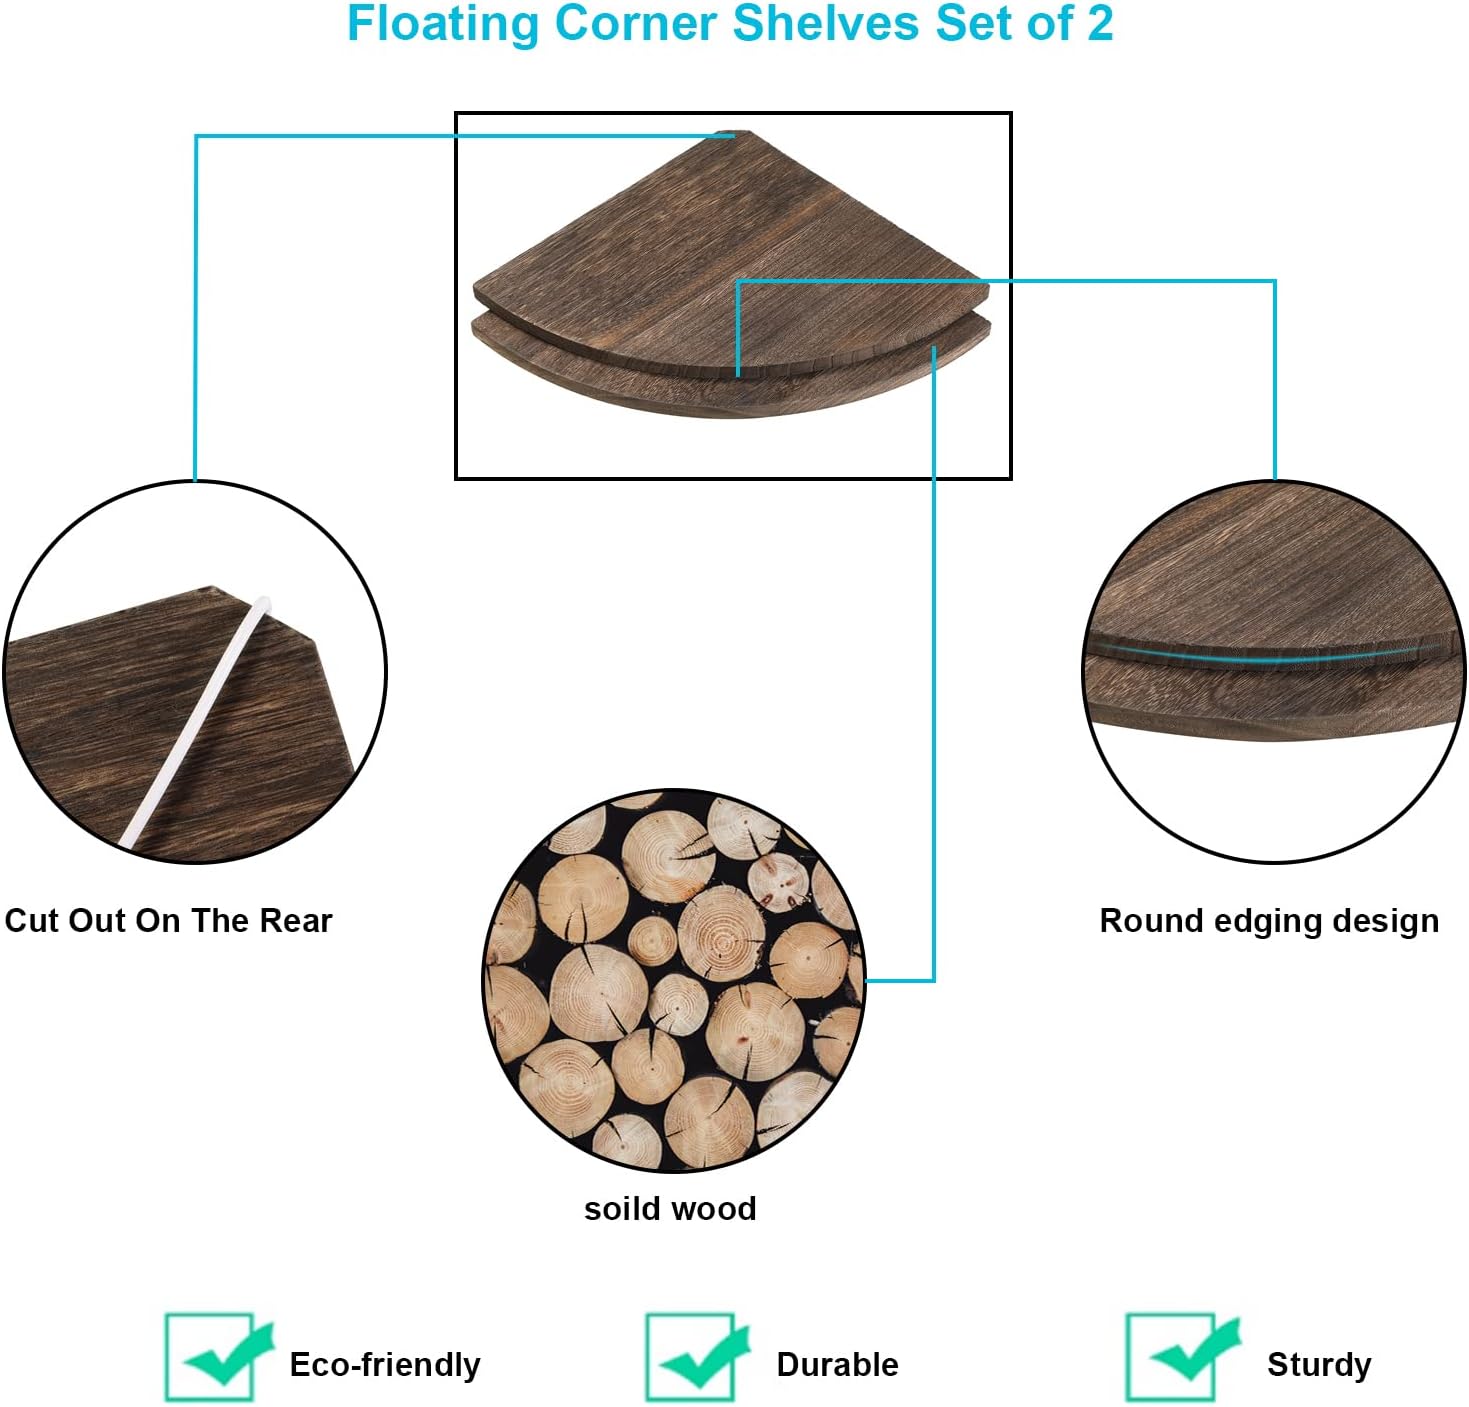 Floating Corner Shelves Set of 2
Cut Out On The Rear
Round edging design
soild wood
Eco-friendly
Durable
Sturdy